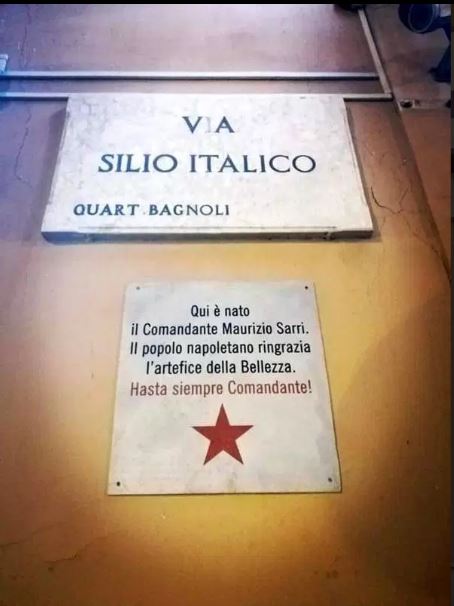 VIA
SILIO ITALICO
QUART. BAGNOLI
Qui è nato
il Comandante Maurizio Sarri.
Il popolo napoletano ringrazia
l'artefice della Bellezza.
Hasta siempre Comandante!